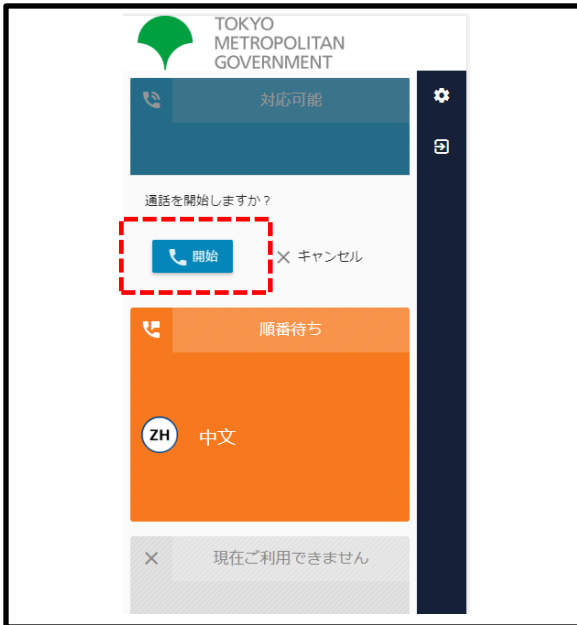 TOKYO
METROPOLITAN
GOVERNMENT
対応可能
通話を開始しますか？
開始
キャンセル
順番待ち
ZH
中文
現在ご利用できません